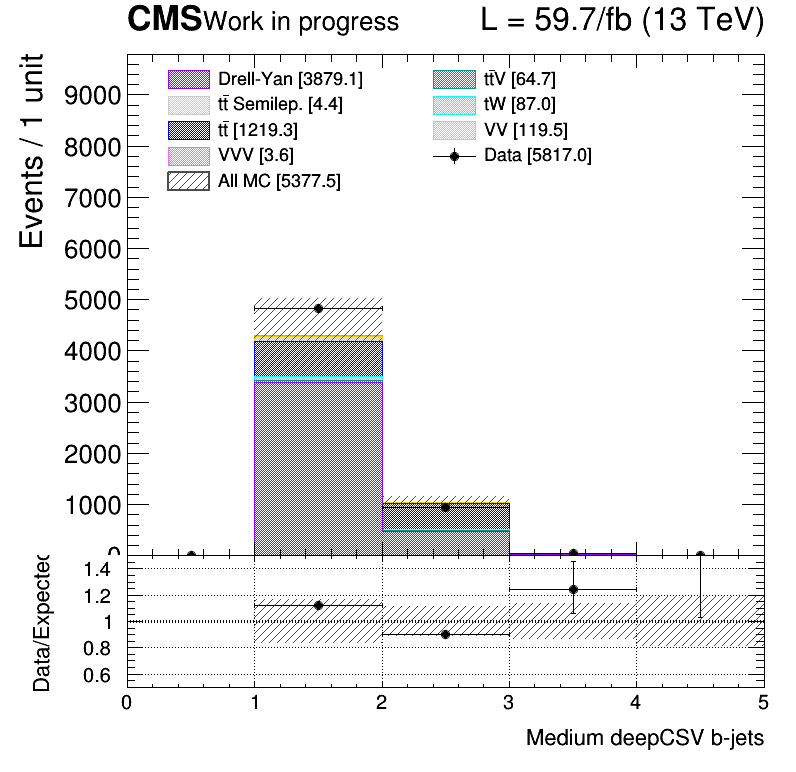 CMS Work in progress L = 59.7/fb (13 TeV)
Drell-Yan [3879.1]
tt̄ Semilep. [4.4]
tt̄ [1219.3]
VVV [3.6]
All MC [5377.5]
tt̄V [64.7]
tW [87.0]
VV [119.5]
Data [5817.0]
Events / 1 unit
9000
8000
7000
6000
5000
4000
3000
2000
1000
0
Data/Expected
1.4
1.2
1
0.8
0.6
0 1 2 3 4 5
Medium deepCSV b-jets